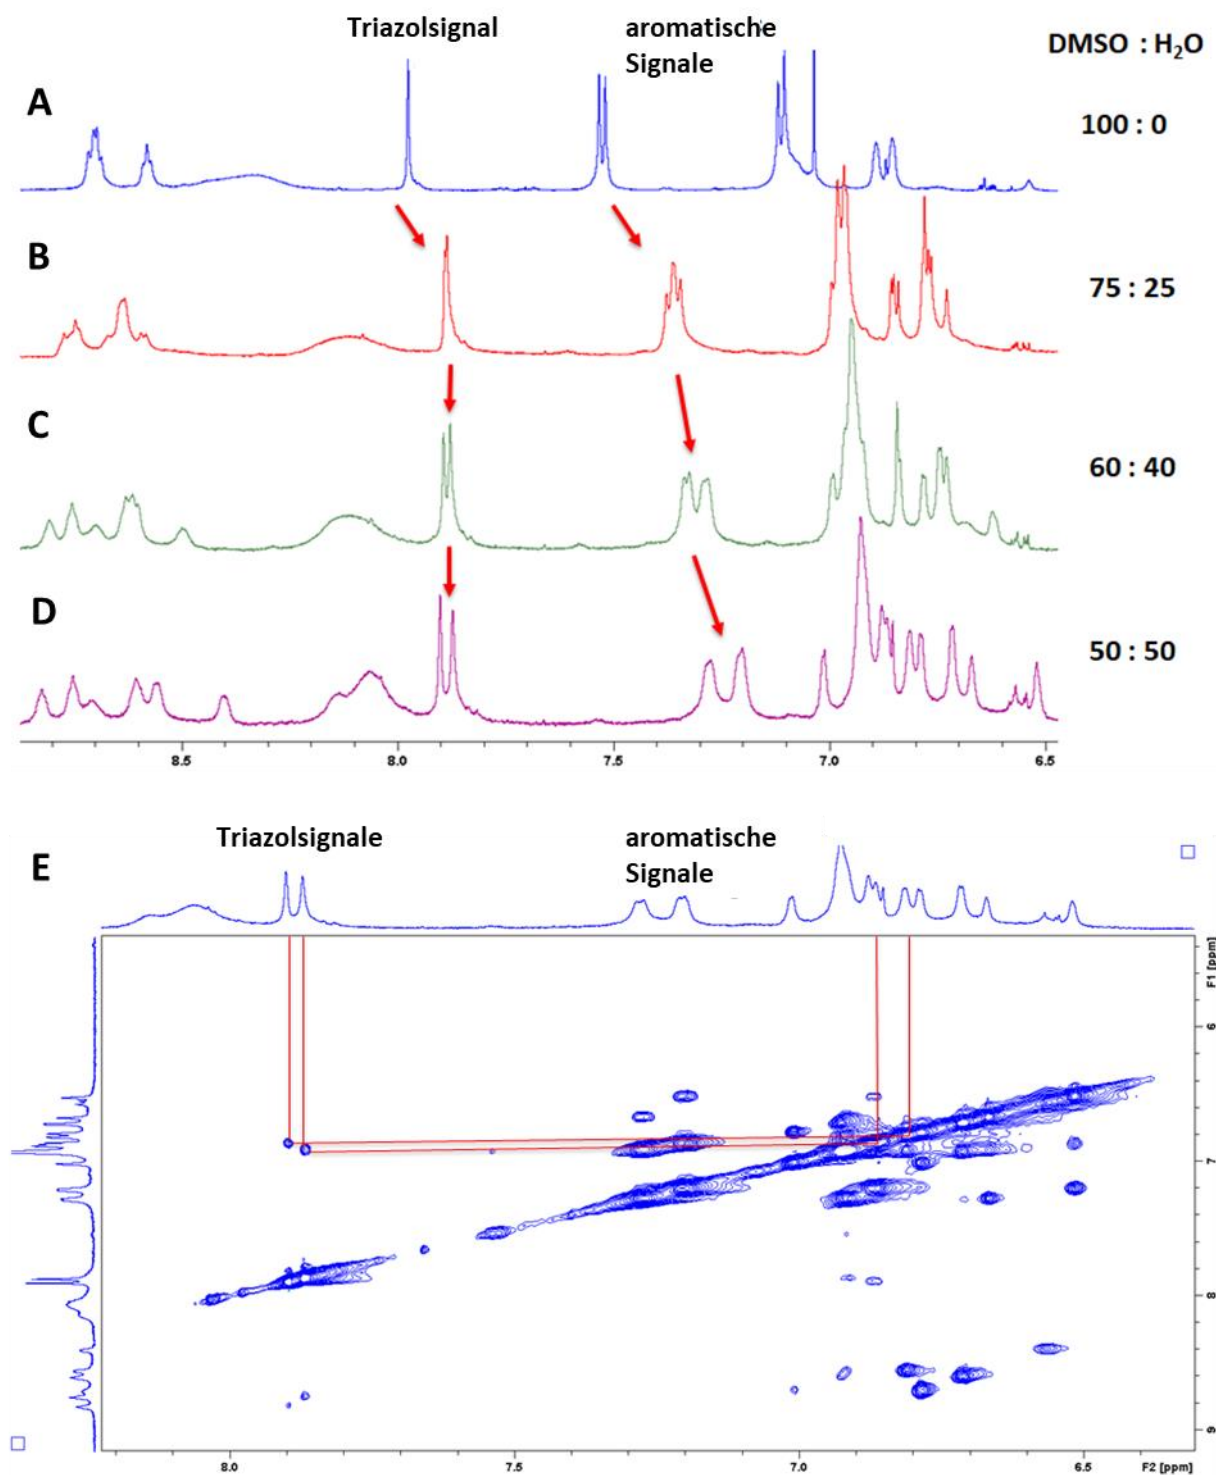 Triazolsignal
aromatische
Signale
DMSO : H₂O
A
100 : 0
B
75 : 25
C
60 : 40
D
50 : 50
8.5 8.0 7.5 7.0 6.5
Triazolsignale
aromatische
Signale
E
F1 [ppm]
6
7
8
9
8.0 7.5 7.0 6.5 F2 [ppm]